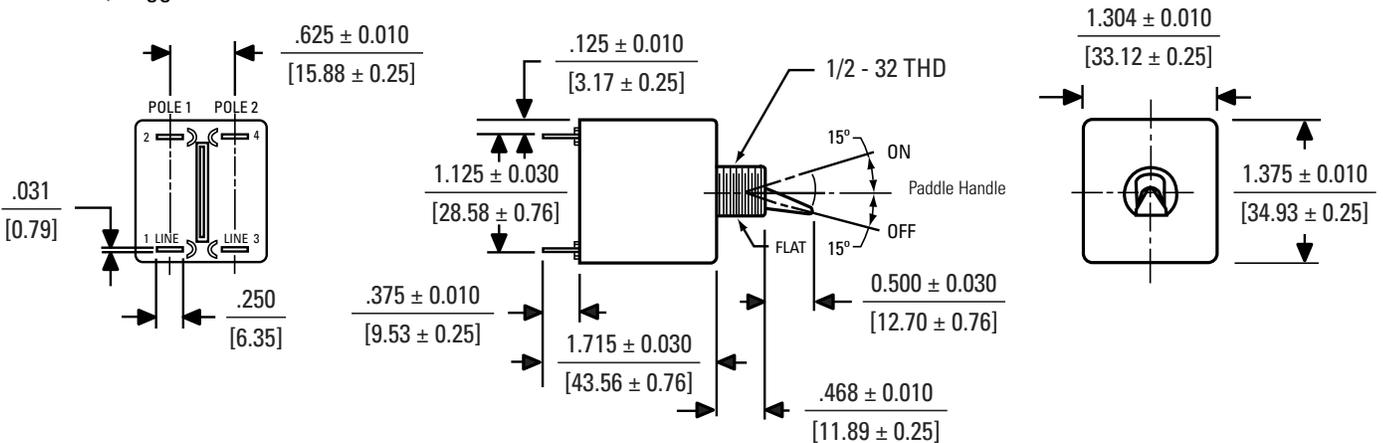 .625 ± 0.010
[15.88 ± 0.25]
POLE 1 POLE 2
2 4
.031
[0.79]
1 LINE LINE 3
.250
[6.35]
.125 ± 0.010
[3.17 ± 0.25]
1/2 - 32 THD
15º
ON
1.125 ± 0.030
[28.58 ± 0.76]
Paddle Handle
OFF
FLAT
15º
.375 ± 0.010
[9.53 ± 0.25]
0.500 ± 0.030
[12.70 ± 0.76]
1.715 ± 0.030
[43.56 ± 0.76]
.468 ± 0.010
[11.89 ± 0.25]
1.304 ± 0.010
[33.12 ± 0.25]
1.375 ± 0.010
[34.93 ± 0.25]